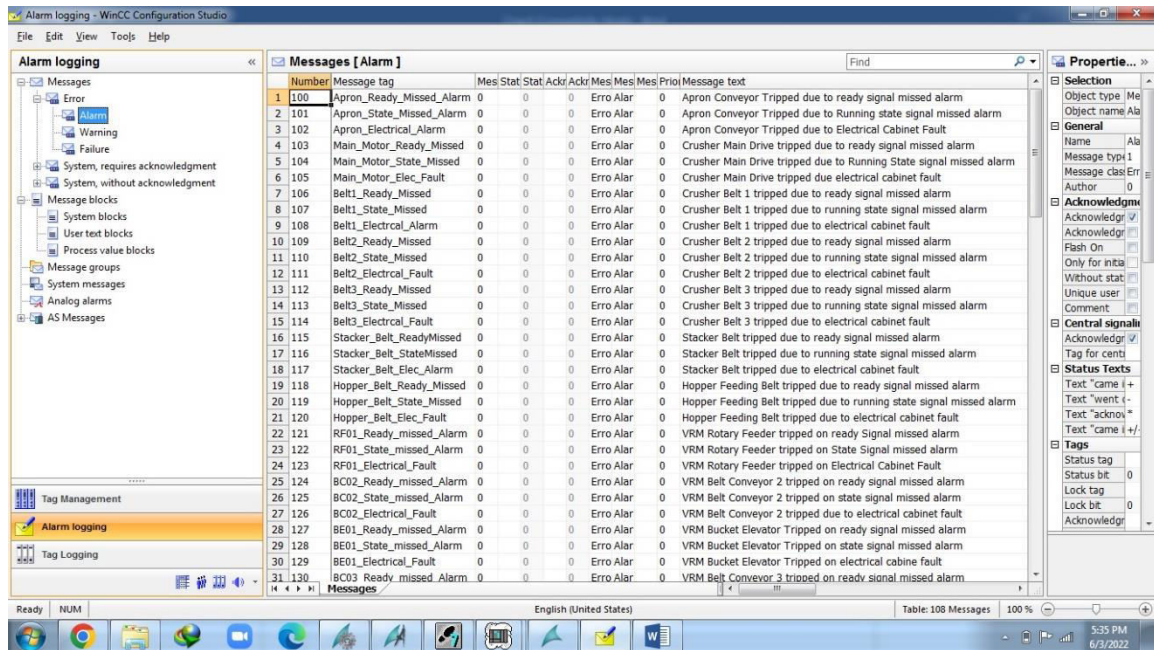 Alarm logging - WinCC Configuration Studio
File Edit View Tools Help
Alarm logging «
Messages
Error
Alarm
Warning
Failure
System, requires acknowledgment
System, without acknowledgment
Message blocks
System blocks
User text blocks
Process value blocks
Message groups
System messages
Analog alarms
AS Messages
Tag Management
Alarm logging
Tag Logging
Messages [ Alarm ] Find
Number Message tag Mes Stat Stat Ackr Ackr Mes Mes Mes Prior Message text
1 100 Apron_Ready_Missed_Alarm 0 0 0 Erro Alar 0 Apron Conveyor Tripped due to ready signal missed alarm
2 101 Apron_State_Missed_Alarm 0 0 0 Erro Alar 0 Apron Conveyor Tripped due to Running state signal missed alarm
3 102 Apron_Electrical_Alarm 0 0 0 Erro Alar 0 Apron Conveyor Tripped due to Electrical Cabinet Fault
4 103 Main_Motor_Ready_Missed 0 0 0 Erro Alar 0 Crusher Main Drive tripped due to ready signal missed alarm
5 104 Main_Motor_State_Missed 0 0 0 Erro Alar 0 Crusher Main Drive tripped due to Running State signal missed alarm
6 105 Main_Motor_Elec_Fault 0 0 0 Erro Alar 0 Crusher Main Drive tripped due electrical cabinet fault
7 106 Belt1_Ready_Missed 0 0 0 Erro Alar 0 Crusher Belt 1 tripped due to ready signal missed alarm
8 107 Belt1_State_Missed 0 0 0 Erro Alar 0 Crusher Belt 1 tripped due to running state signal missed alarm
9 108 Belt1_Electrcal_Alarm 0 0 0 Erro Alar 0 Crusher Belt 1 tripped due to electrical cabinet fault
10 109 Belt2_Ready_Missed 0 0 0 Erro Alar 0 Crusher Belt 2 tripped due to ready signal missed alarm
11 110 Belt2_State_Missed 0 0 0 Erro Alar 0 Crusher Belt 2 tripped due to running state signal missed alarm
12 111 Belt2_Electrcal_Fault 0 0 0 Erro Alar 0 Crusher Belt 2 tripped due to electrical cabinet fault
13 112 Belt3_Ready_Missed 0 0 0 Erro Alar 0 Crusher Belt 3 tripped due to ready signal missed alarm
14 113 Belt3_State_Missed 0 0 0 Erro Alar 0 Crusher Belt 3 tripped due to running state signal missed alarm
15 114 Belt3_Electrcal_Fault 0 0 0 Erro Alar 0 Crusher Belt 3 tripped due to electrical cabinet fault
16 115 Stacker_Belt_ReadyMissed 0 0 0 Erro Alar 0 Stacker Belt tripped due to ready signal missed alarm
17 116 Stacker_Belt_StateMissed 0 0 0 Erro Alar 0 Stacker Belt tripped due to running state signal missed alarm
18 117 Stacker_Belt_Elec_Alarm 0 0 0 Erro Alar 0 Stacker Belt tripped due to electrical cabinet fault
19 118 Hopper_Belt_Ready_Missed 0 0 0 Erro Alar 0 Hopper Feeding Belt tripped due to ready signal missed alarm
20 119 Hopper_Belt_State_Missed 0 0 0 Erro Alar 0 Hopper Feeding Belt tripped due to running state signal missed alarm
21 120 Hopper_Belt_Elec_Fault 0 0 0 Erro Alar 0 Hopper Feeding Belt tripped due to electrical cabinet fault
22 121 RF01_Ready_missed_Alarm 0 0 0 Erro Alar 0 VRM Rotary Feeder tripped on ready Signal missed alarm
23 122 RF01_State_missed_Alarm 0 0 0 Erro Alar 0 VRM Rotary Feeder tripped on State Signal missed alarm
24 123 RF01_Electrical_Fault 0 0 0 Erro Alar 0 VRM Rotary Feeder tripped on Electrical Cabinet Fault
25 124 BC02_Ready_missed_Alarm 0 0 0 Erro Alar 0 VRM Belt Conveyor 2 tripped on ready signal missed alarm
26 125 BC02_State_missed_Alarm 0 0 0 Erro Alar 0 VRM Belt Conveyor 2 tripped on state signal missed alarm
27 126 BC02_Electrical_Fault 0 0 0 Erro Alar 0 VRM Belt Conveyor 2 tripped due to electrical cabinet fault
28 127 BE01_Ready_missed_Alarm 0 0 0 Erro Alar 0 VRM Bucket Elevator Tripped on ready signal missed alarm
29 128 BE01_State_missed_Alarm 0 0 0 Erro Alar 0 VRM Bucket Elevator Tripped on state signal missed alarm
30 129 BE01_Electrical_Fault 0 0 0 Erro Alar 0 VRM Bucket Elevator Tripped on electrical cabine fault
31 130 BC03_Ready_missed_Alarm 0 0 0 Erro Alar 0 VRM Belt Conveyor 3 tripped on ready signal missed alarm
Messages
Propertie... »
Selection
Object type Me
Object name Ala
General
Name Ala
Message type 1
Message clas Err
Author 0
Acknowledgme
Acknowledgr
Acknowledgr
Flash On
Only for initia
Without stat
Unique user
Comment
Central signalin
Acknowledgr
Tag for centr
Status Texts
Text "came i +
Text "went o -
Text "acknov *
Text "came i +/-
Tags
Status tag
Status bit 0
Lock tag
Lock bit 0
Acknowledgr
Ready NUM English (United States) Table: 108 Messages 100 %
5:35 PM
6/3/2022